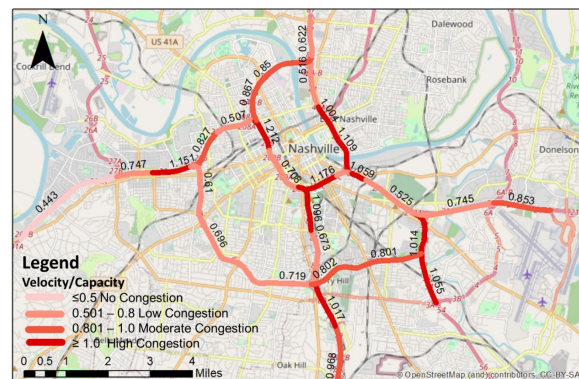 N
US 41A
Dalewood
Rosebank
Donelson
Nashville
0.622
0.516
0.85
0.867
0.827
1.212
1.004
1.109
0.747
1.151
1.176
1.059
0.443
0.61
0.708
0.525
0.745
0.853
1.096
0.673
0.696
1.014
0.801
0.802
0.719
1.055
1.017
0.968
Oak Hill
Legend
Velocity/Capacity
≤0.5 No Congestion
0.501 – 0.8 Low Congestion
0.801 - 1.0 Moderate Congestion
≥ 1.0 High Congestion
0 0.5 1 2 3 4
Miles
© OpenStreetMap (and) contributors, CC-BY-SA